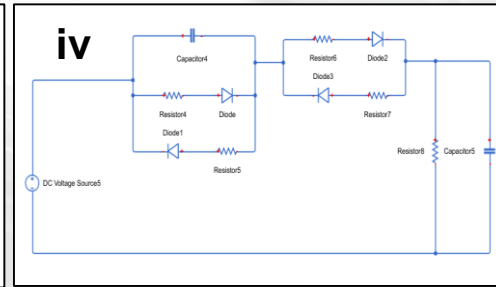 iv
Capacitor4
Resistor6 Diode2
Diode3
Resistor4 Diode
Resistor7
Diode1
Resistor5
Resistor8 Capacitor5
DC Voltage Source5